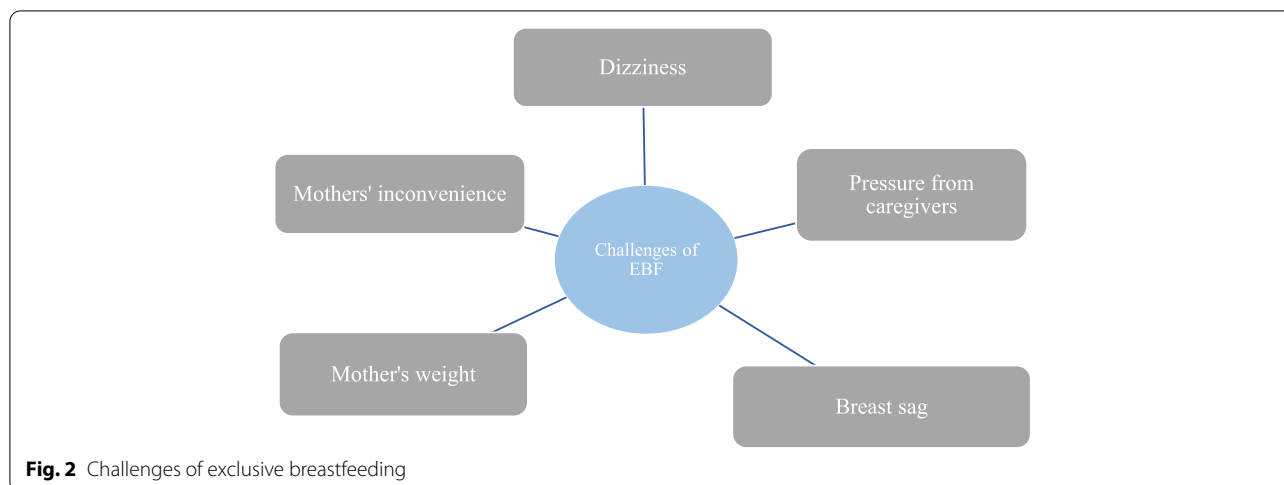 Dizziness
Mothers' inconvenience
Pressure from
caregivers
Challenges of
EBF
Mother's weight
Breast sag
Fig. 2 Challenges of exclusive breastfeeding